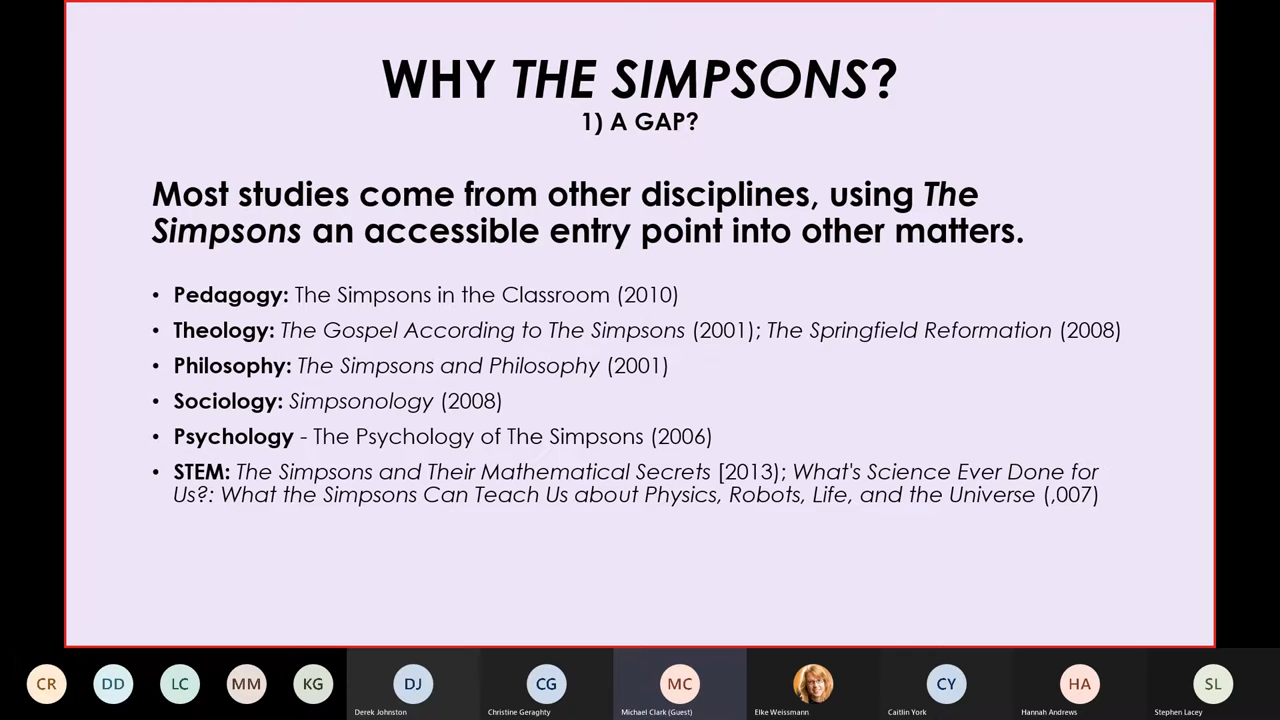 WHY THE SIMPSONS?
1) A GAP?
Most studies come from other disciplines, using The
Simpsons an accessible entry point into other matters.
• Pedagogy: The Simpsons in the Classroom (2010)
• Theology: The Gospel According to The Simpsons (2001); The Springfield Reformation (2008)
• Philosophy: The Simpsons and Philosophy (2001)
• Sociology: Simpsonology (2008)
• Psychology - The Psychology of The Simpsons (2006)
• STEM: The Simpsons and Their Mathematical Secrets [2013); What's Science Ever Done for
Us?: What the Simpsons Can Teach Us about Physics, Robots, Life, and the Universe (,007)
CR DD LC MM KG DJ CG MC CY HA SL
Derek Johnston Christine Geraghty Michael Clark (Guest) Elke Weissmann Caitlin York Hannah Andrews Stephen Lacey